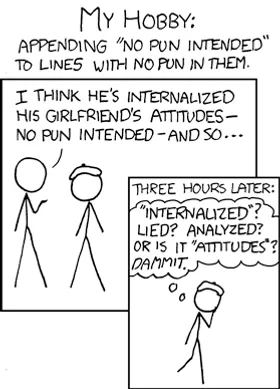 MY HOBBY:
APPENDING "NO PUN INTENDED"
TO LINES WITH NO PUN IN THEM.
I THINK HE'S INTERNALIZED
HIS GIRLFRIEND'S ATTITUDES—
NO PUN INTENDED—AND SO...
THREE HOURS LATER:
"INTERNALIZED"?
LIED? ANALYZED?
OR IS IT "ATTITUDES"?
DAMMIT.